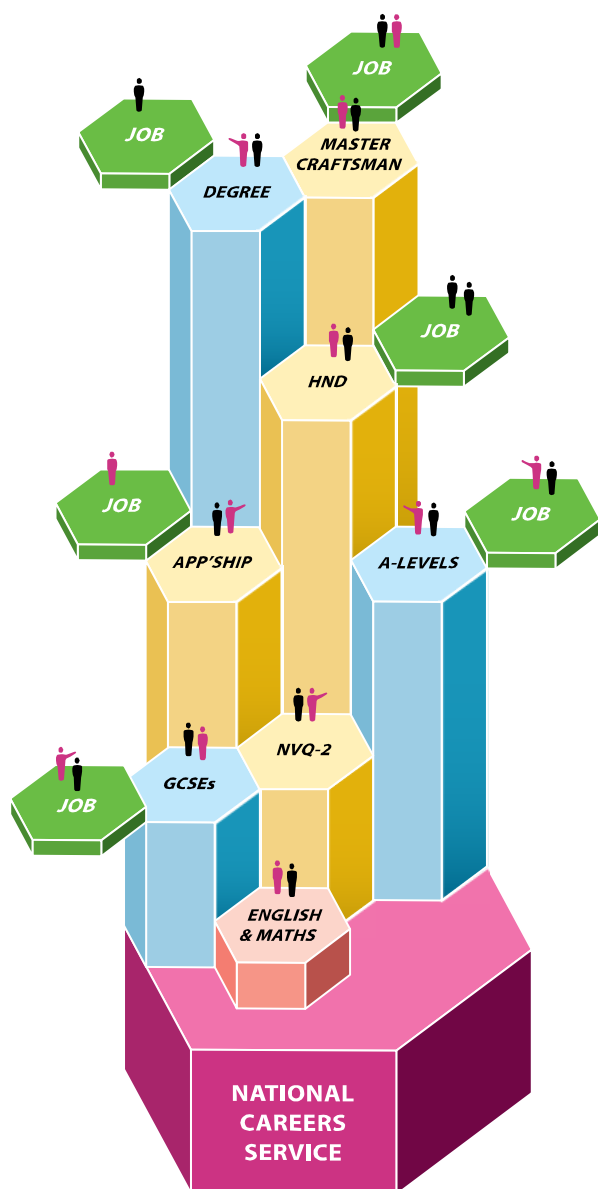 JOB
JOB
MASTER
CRAFTSMAN
DEGREE
JOB
HND
JOB
JOB
APP'SHIP
A-LEVELS
NVQ-2
GCSEs
JOB
ENGLISH
& MATHS
NATIONAL
CAREERS
SERVICE